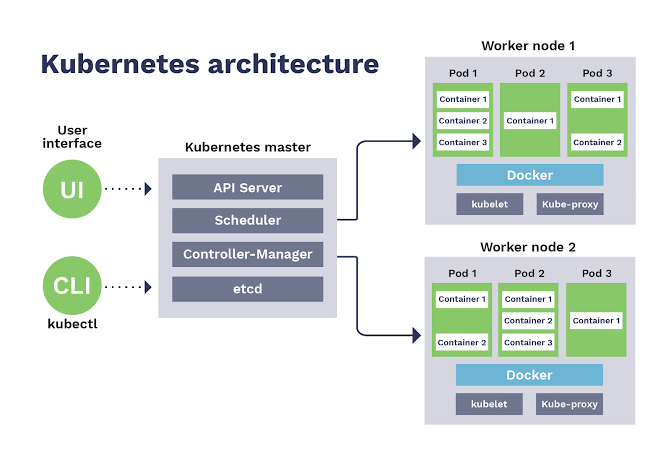 Kubernetes architecture
User
interface
UI
CLI
kubectl
Kubernetes master
API Server
Scheduler
Controller-Manager
etcd
Worker node 1
Pod 1
Container 1
Container 2
Container 3
Pod 2
Container 1
Pod 3
Container 1
Container 2
Docker
kubelet
Kube-proxy
Worker node 2
Pod 1
Container 1
Container 2
Pod 2
Container 1
Container 2
Container 3
Pod 3
Container 1
Docker
kubelet
Kube-proxy